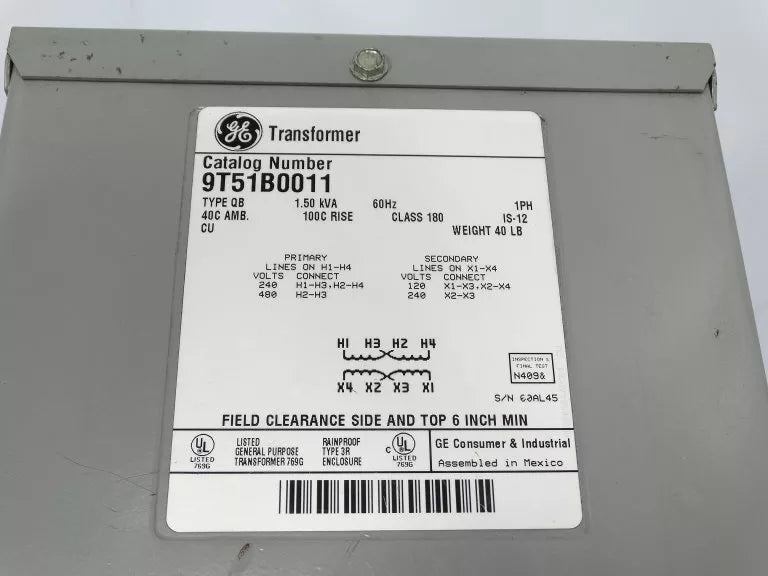 GE Transformer
Catalog Number
9T51B0011
TYPE QB 1.50 kVA 60Hz 1PH
40C AMB. 100C RISE CLASS 180 IS-12
CU WEIGHT 40 LB
PRIMARY SECONDARY
LINES ON H1-H4 LINES ON X1-X4
VOLTS CONNECT VOLTS CONNECT
240 H1-H3,H2-H4 120 X1-X3,X2-X4
480 H2-H3 240 X2-X3
H1 H3 H2 H4
X4 X2 X3 X1
INSPECTION &
FINAL TEST
N409&
S/N 60AL45
FIELD CLEARANCE SIDE AND TOP 6 INCH MIN
UL LISTED 769G
LISTED
GENERAL PURPOSE
TRANSFORMER 769G
RAINPROOF
TYPE 3R
ENCLOSURE
C UL LISTED 769G
GE Consumer & Industrial
Assembled in Mexico